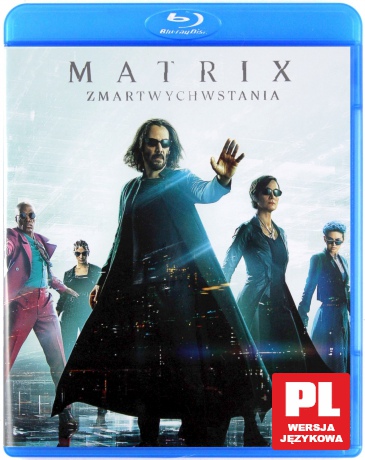 Blu-ray Disc
MATRIX
ZMARTWYCHWSTANIA
PL
WERSJA
JĘZYKOWA